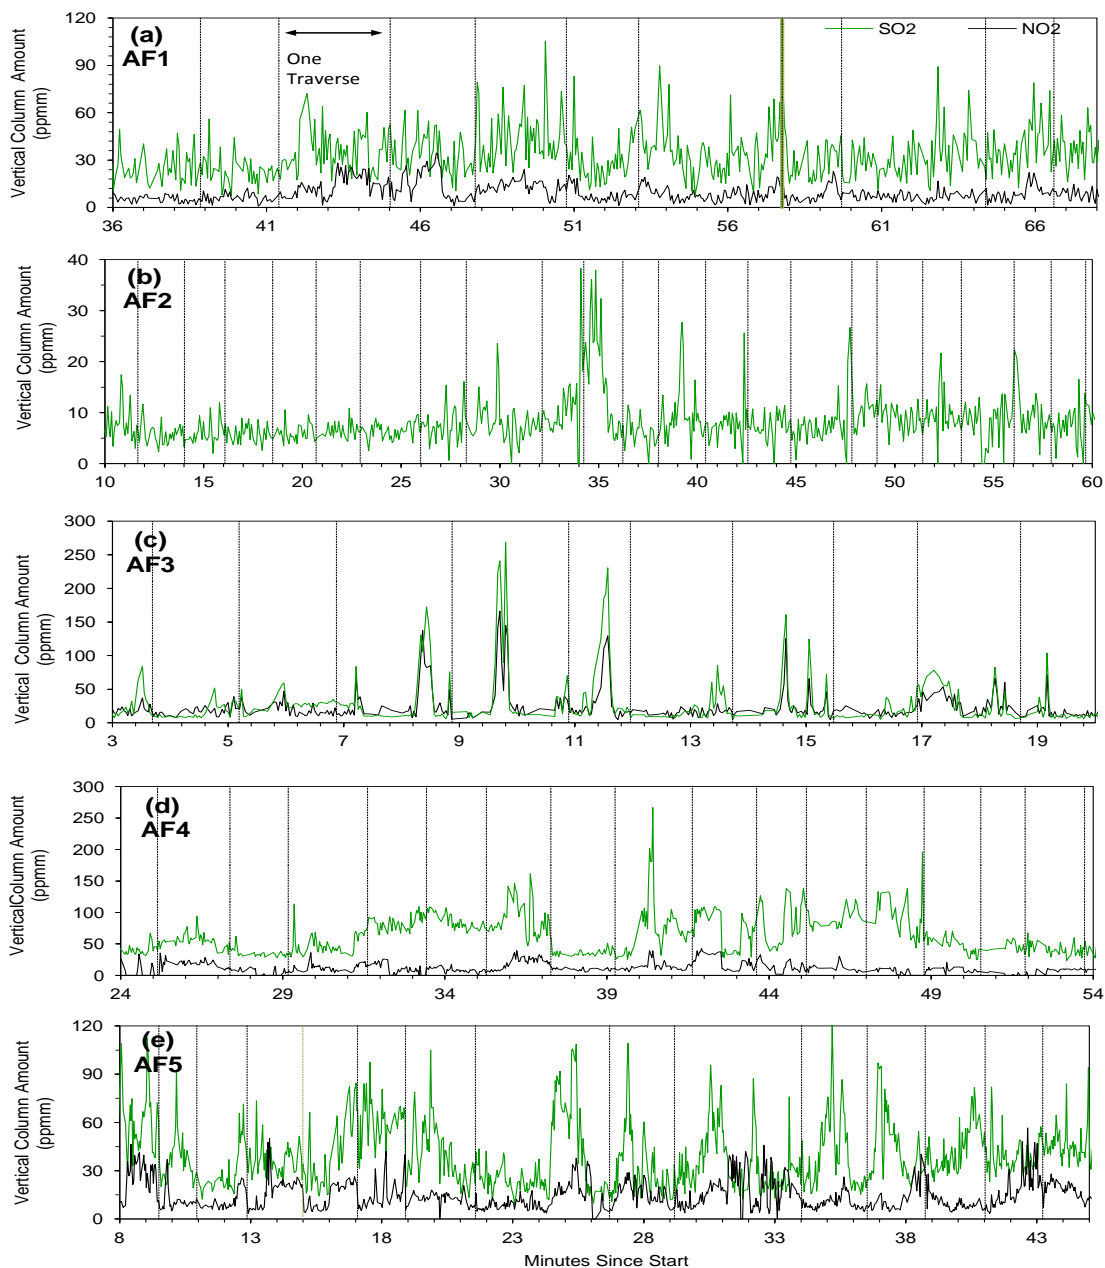 120
90
60
30
0
Vertical Column Amount
(ppmm)
(a)
AF1
One
Traverse
SO2
NO2
36
41
46
51
56
61
66
40
30
20
10
0
Vertical Column Amount
(ppmm)
(b)
AF2
10
15
20
25
30
35
40
45
50
55
60
300
250
200
150
100
50
0
Vertical Column Amount
(ppmm)
(c)
AF3
3
5
7
9
11
13
15
17
19
300
250
200
150
100
50
0
VerticalColumn Amount
(ppmm)
(d)
AF4
24
29
34
39
44
49
54
120
90
60
30
0
Vertical Column Amount
(ppmm)
(e)
AF5
8
13
18
23
28
33
38
43
Minutes Since Start